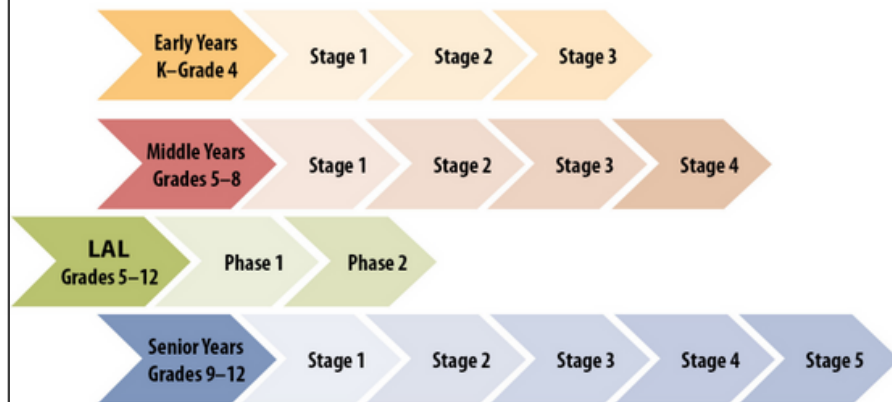 Early Years
K–Grade 4
Stage 1
Stage 2
Stage 3
Middle Years
Grades 5–8
Stage 1
Stage 2
Stage 3
Stage 4
LAL
Grades 5–12
Phase 1
Phase 2
Senior Years
Grades 9–12
Stage 1
Stage 2
Stage 3
Stage 4
Stage 5